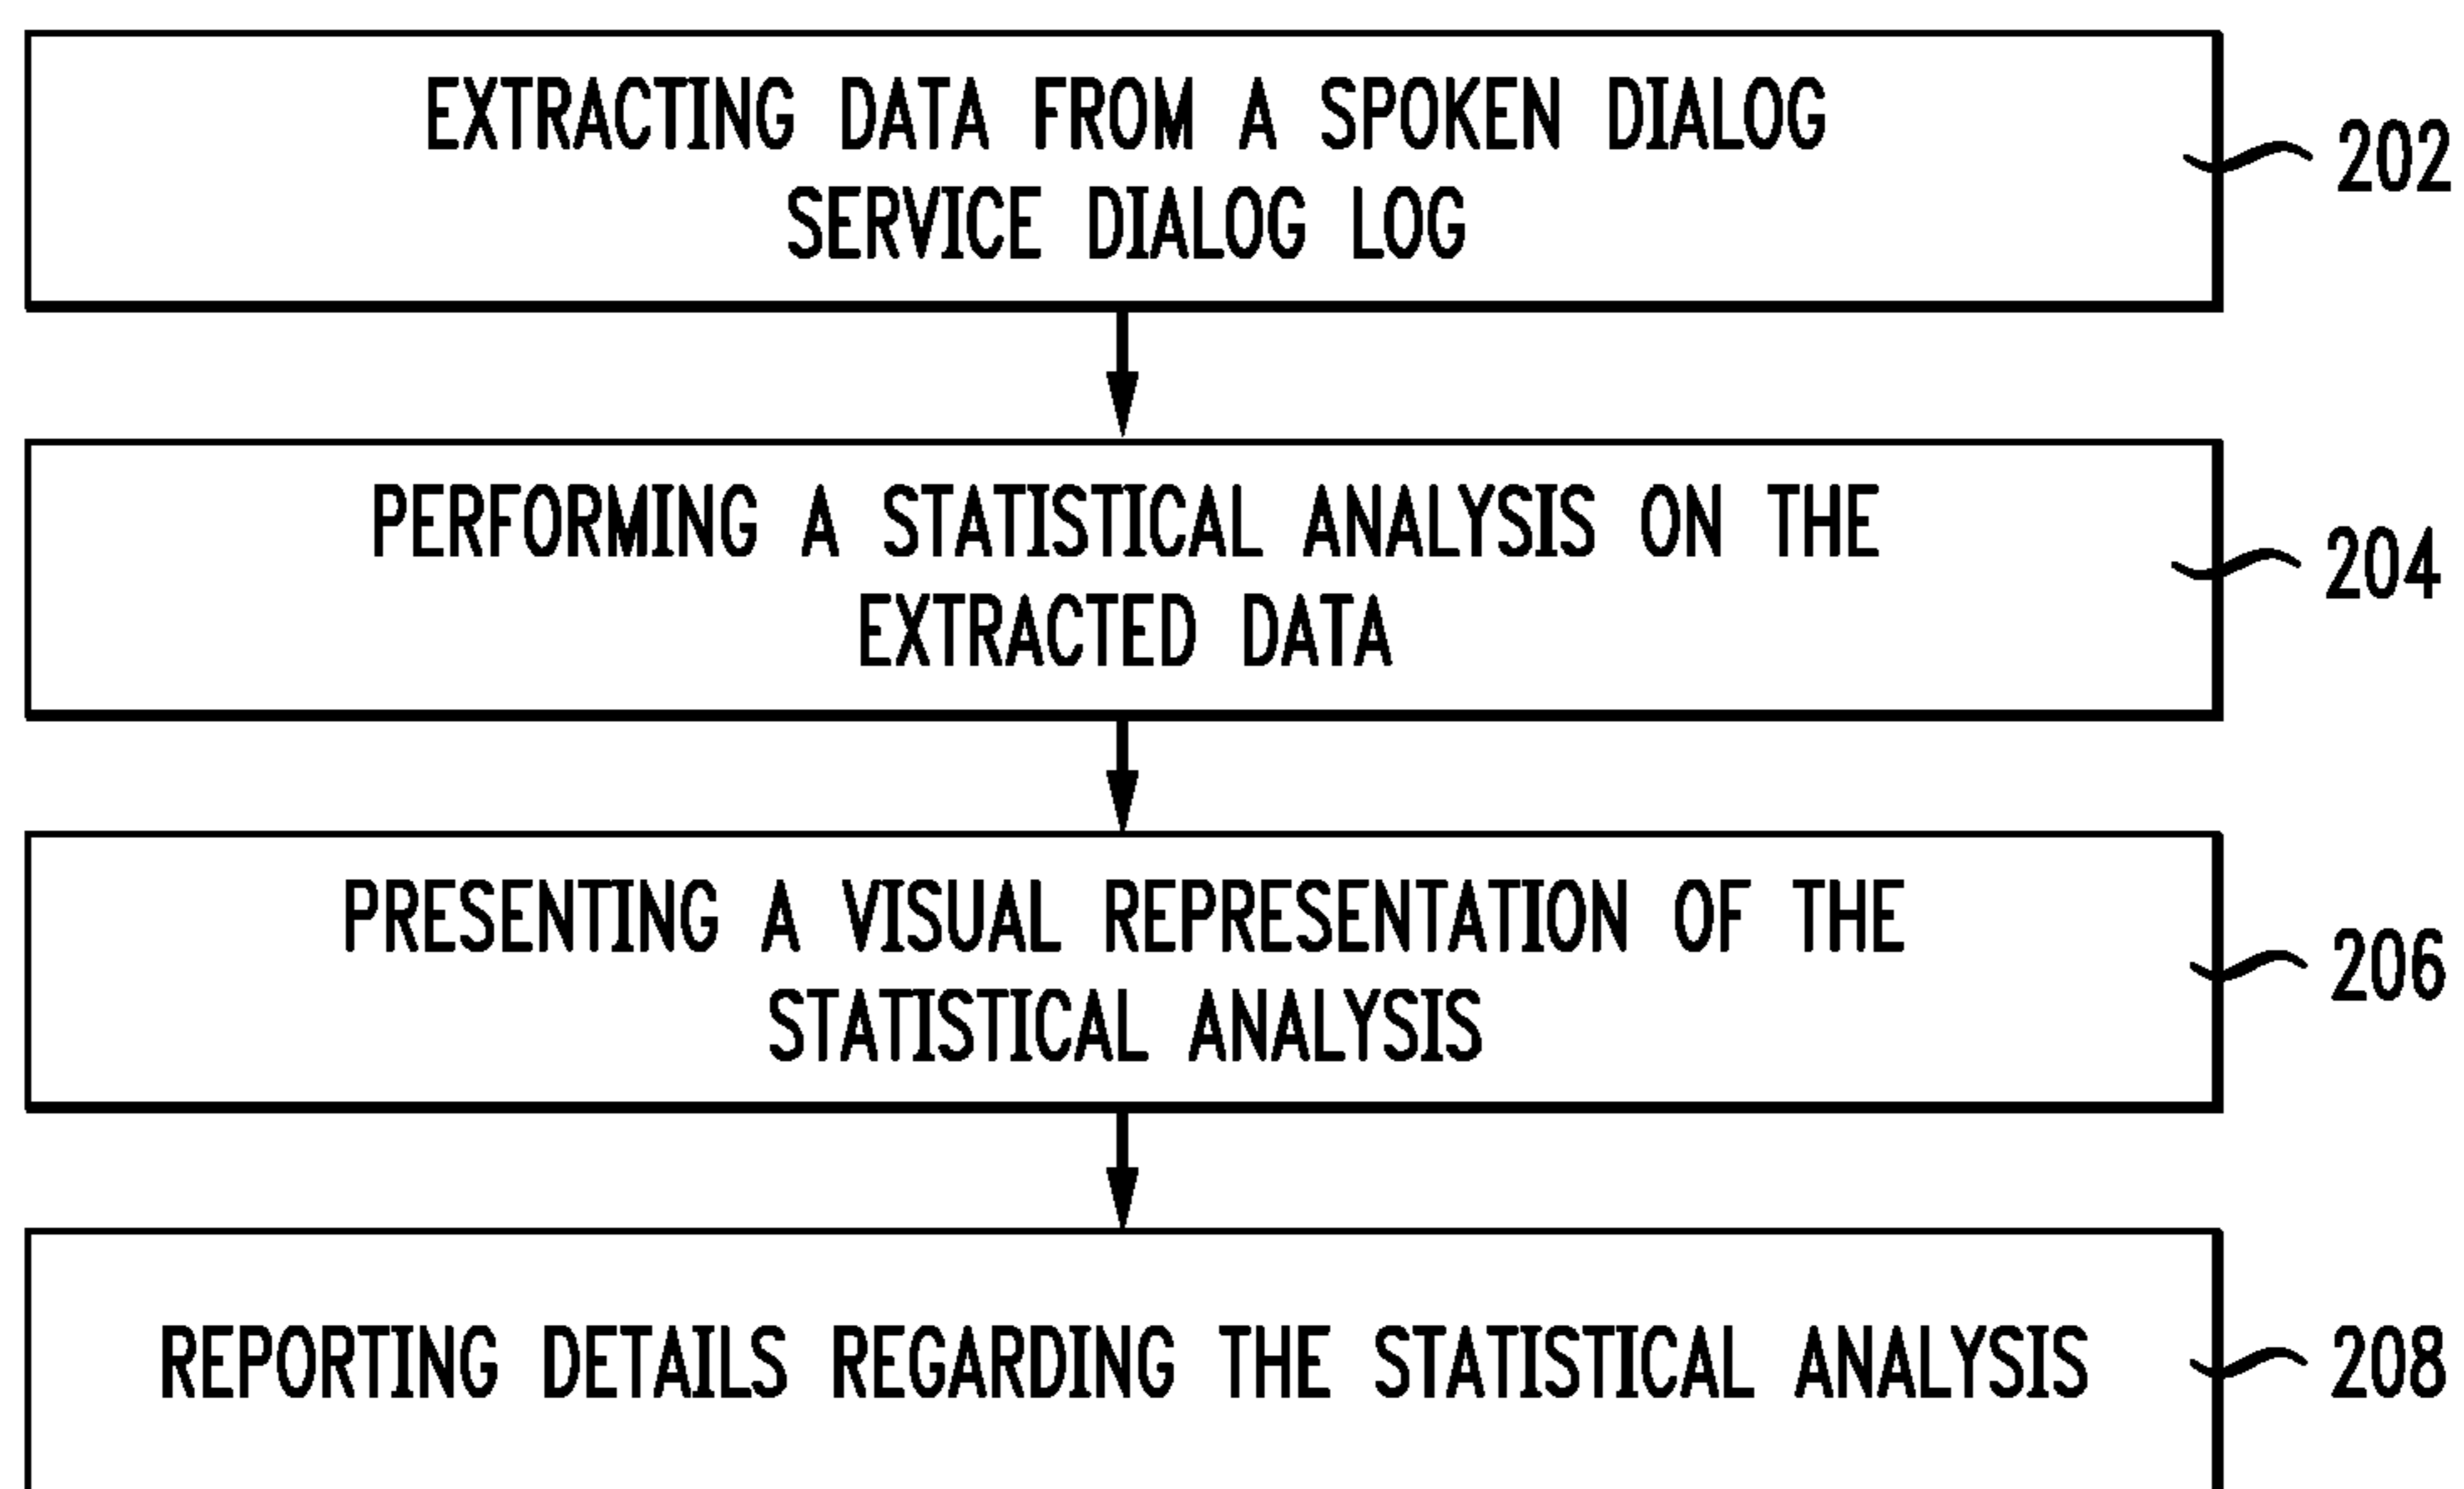 EXTRACTING DATA FROM A SPOKEN DIALOG
SERVICE DIALOG LOG
202
PERFORMING A STATISTICAL ANALYSIS ON THE
EXTRACTED DATA
204
PRESENTING A VISUAL REPRESENTATION OF THE
STATISTICAL ANALYSIS
206
REPORTING DETAILS REGARDING THE STATISTICAL ANALYSIS
208